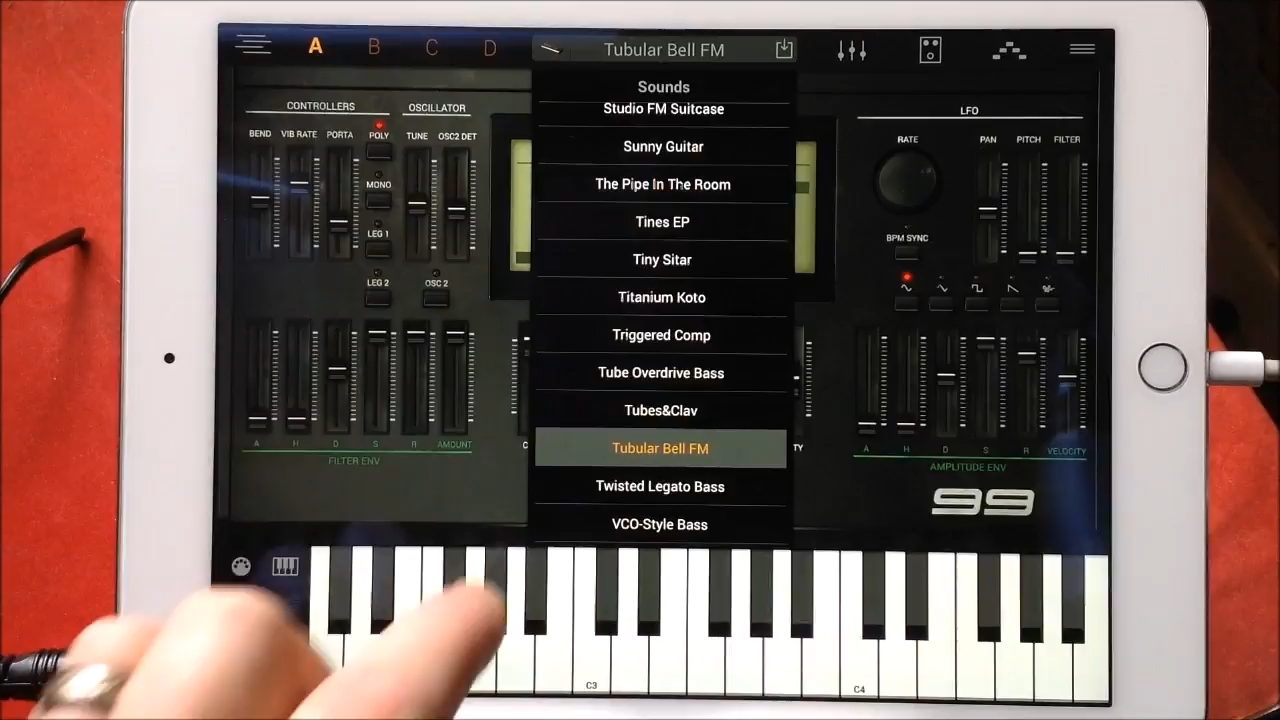 A B C D
Tubular Bell FM
Sounds
Studio FM Suitcase
Sunny Guitar
The Pipe In The Room
Tines EP
Tiny Sitar
Titanium Koto
Triggered Comp
Tube Overdrive Bass
Tubes&Clav
Tubular Bell FM
Twisted Legato Bass
VCO-Style Bass
CONTROLLERS
OSCILLATOR
BEND VIB RATE PORTA POLY TUNE OSC2 DET
MONO
LEG 1
LEG 2 OSC 2
A H D S R AMOUNT
FILTER ENV
LFO
RATE PAN PITCH FILTER
BPM SYNC
TY
A H D S R VELOCITY
AMPLITUDE ENV
99
C3 C4